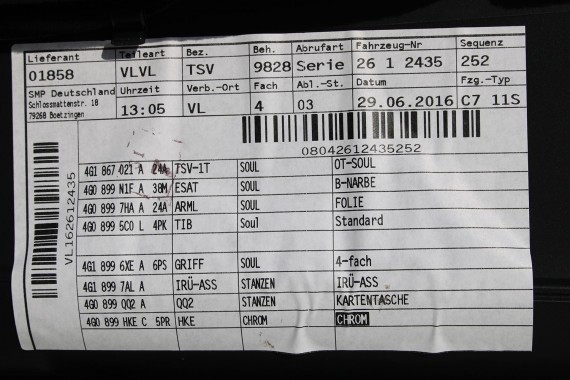 Lieferant Teileart Bez. Beh. Abrufart Fahrzeug-Nr Sequenz
01858 VLVL TSV 9828 Serie 26 1 2435 252
SMP Deutschland Uhrzeit Verb.-Ort Fach Abl.-St. Datum Fzg.-Typ
Schlossmattenstr. 18
79268 Boetzingen 13:05 VL 4 03 29.06.2016 C7 11S
08042612435252
VL162612435
4G1 867 021 A 24A TSV-1T SOUL OT-SOUL
4G0 899 N1F A 38M ESAT SOUL B-NARBE
4G0 899 7HA A 24A ARML SOUL FOLIE
4G0 899 5C0 L 4PK TIB Soul Standard
4G1 899 6XE A 6PS GRIFF SOUL 4-fach
4G1 899 7AL A IRÜ-ASS STANZEN IRÜ-ASS
4G0 899 QQ2 A QQ2 STANZEN KARTENTASCHE
4G0 899 HKE C 5PR HKE CHROM CHROM